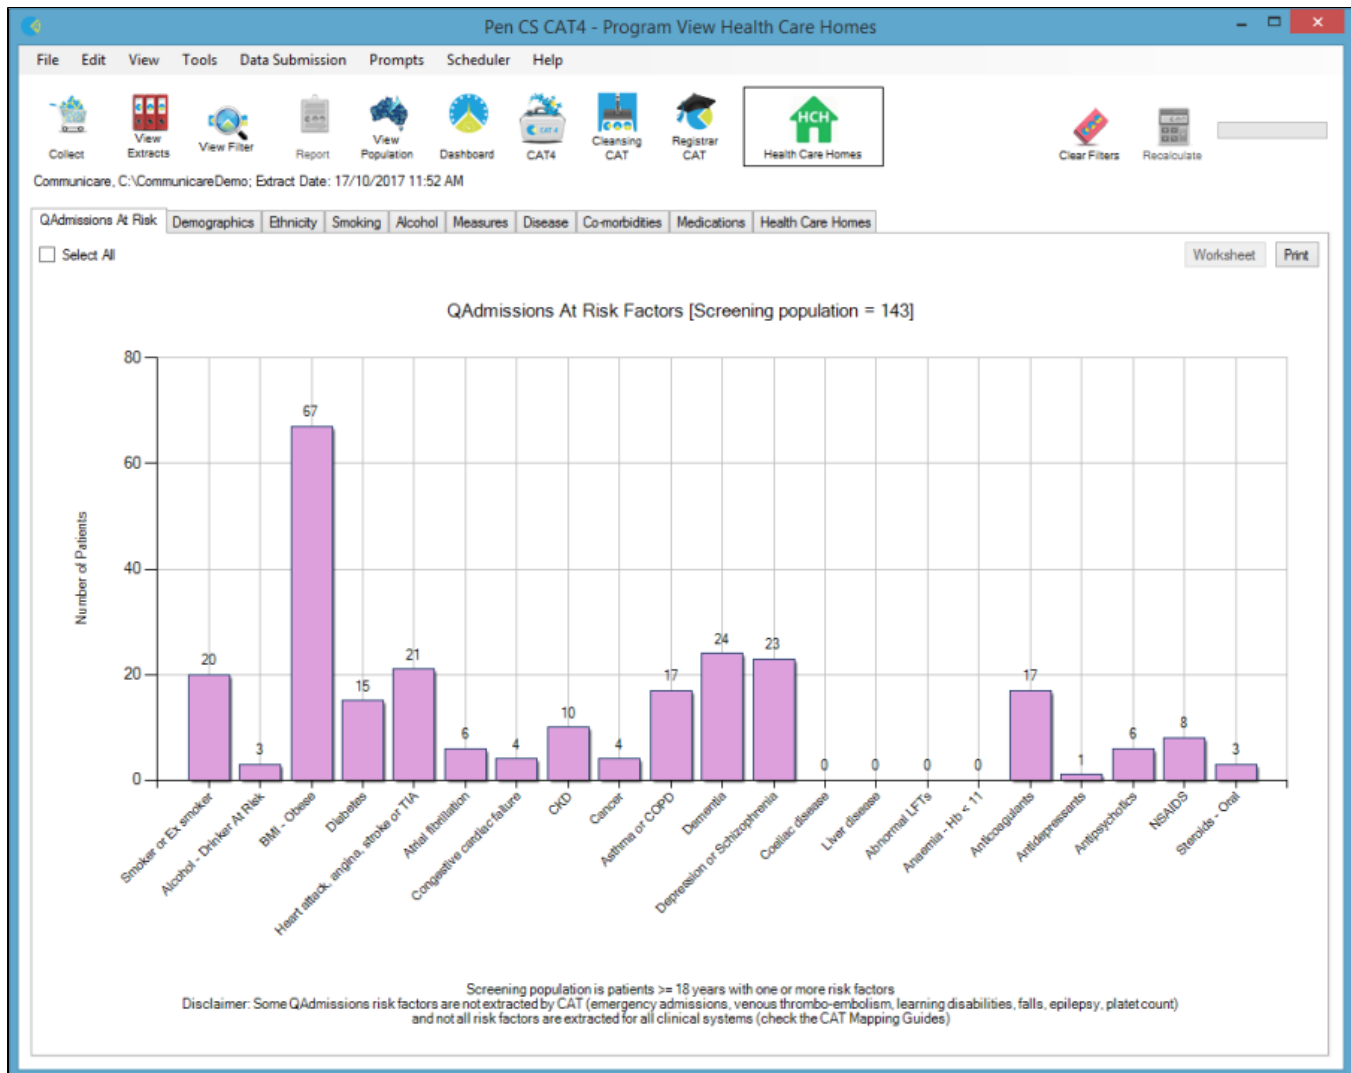 Pen CS CAT4 - Program View Health Care Homes
File Edit View Tools Data Submission Prompts Scheduler Help
Collect
View Extracts
View Filter
Report
View Population
Dashboard
CAT 4
CAT4
Cleansing CAT
Registrar CAT
HCH
Health Care Homes
Clear Filters
Recalculate
Communicare, C:\CommunicareDemo; Extract Date: 17/10/2017 11:52 AM
QAdmissions At Risk Demographics Ethnicity Smoking Alcohol Measures Disease Co-morbidities Medications Health Care Homes
Select All
Worksheet Print
QAdmissions At Risk Factors [Screening population = 143]
Number of Patients
80
60
40
20
0
20
3
67
15
21
6
4
10
4
17
24
23
0
0
0
0
17
1
6
8
3
Smoker or Ex smoker
Alcohol - Drinker At Risk
BMI - Obese
Diabetes
Heart attack, angina, stroke or TIA
Atrial fibrillation
Congestive cardiac failure
CKD
Cancer
Asthma or COPD
Dementia
Depression or Schizophrenia
Coeliac disease
Liver disease
Abnormal LFTs
Anaemia - Hb < 11
Anticoagulants
Antidepressants
Antipsychotics
NSAIDS
Steroids - Oral
Screening population is patients >= 18 years with one or more risk factors
Disclaimer: Some QAdmissions risk factors are not extracted by CAT (emergency admissions, venous thrombo-embolism, learning disabilities, falls, epilepsy, platet count)
and not all risk factors are extracted for all clinical systems (check the CAT Mapping Guides)